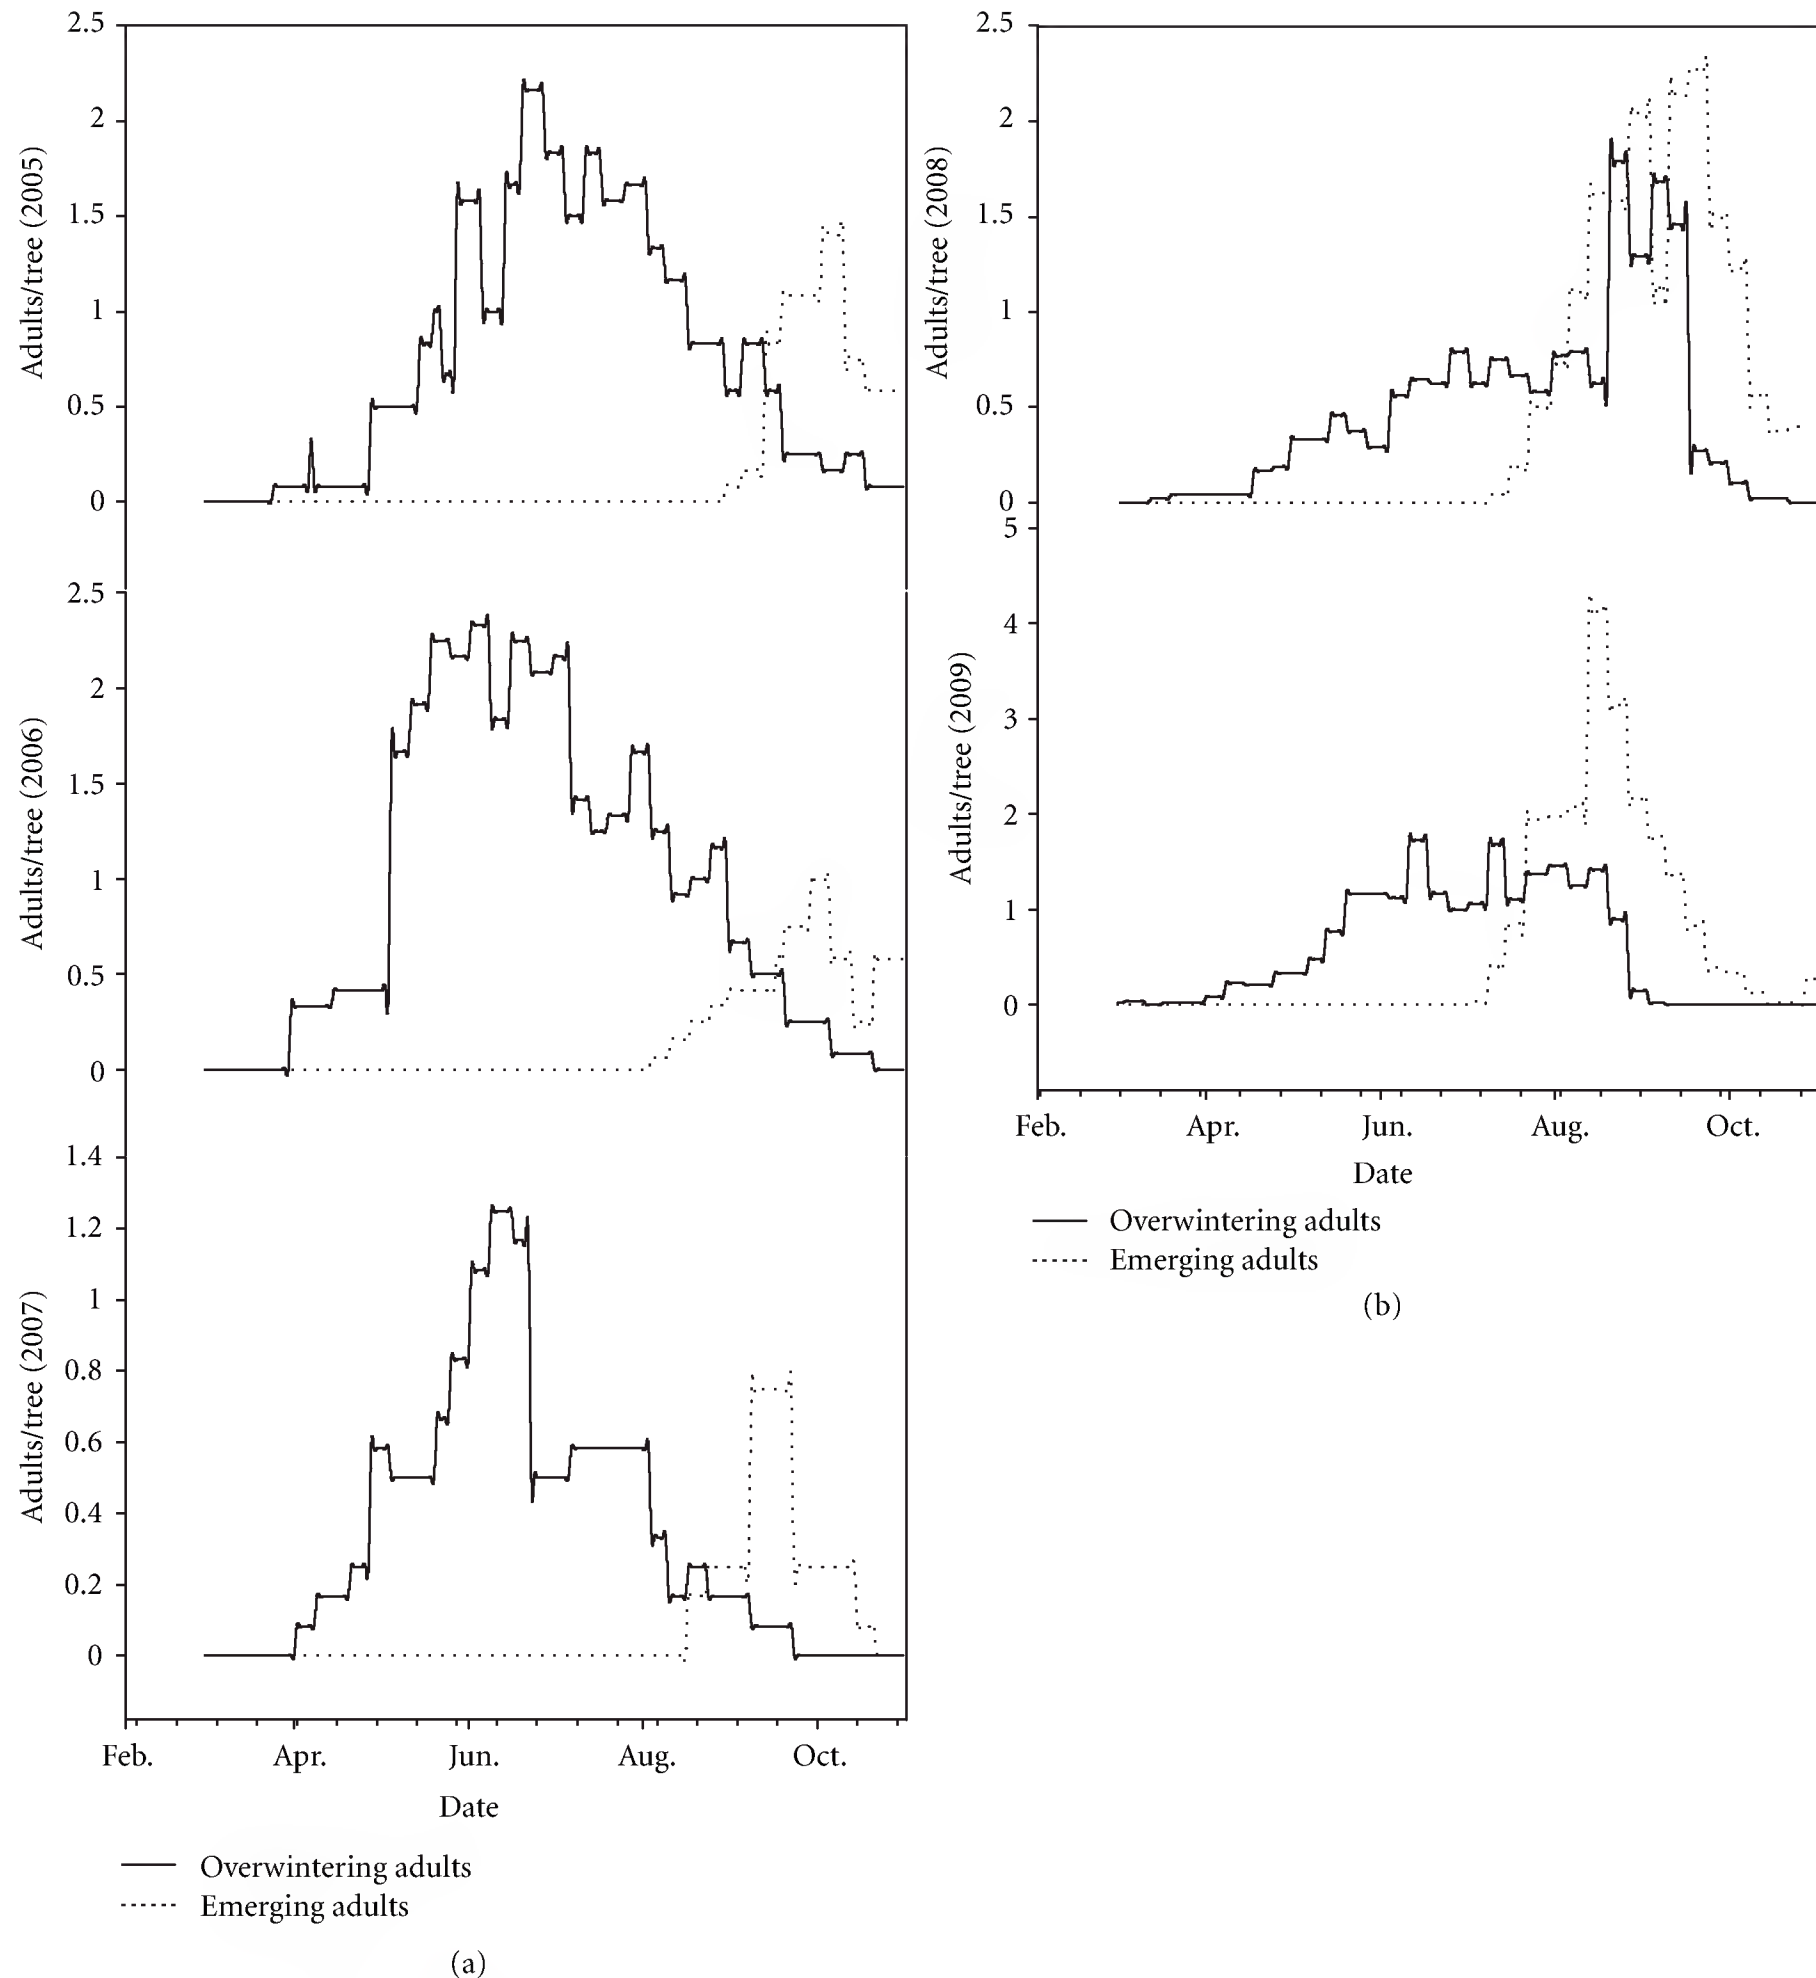 2.5
2
1.5
1
0.5
0
Adults/tree (2005)
2.5
2
1.5
1
0.5
0
Adults/tree (2006)
1.4
1.2
1
0.8
0.6
0.4
0.2
0
Adults/tree (2007)
Feb. Apr. Jun. Aug. Oct.
Date
Overwintering adults
Emerging adults
(a)
2.5
2
1.5
1
0.5
0
Adults/tree (2008)
5
4
3
2
1
0
Adults/tree (2009)
Feb. Apr. Jun. Aug. Oct.
Date
Overwintering adults
Emerging adults
(b)